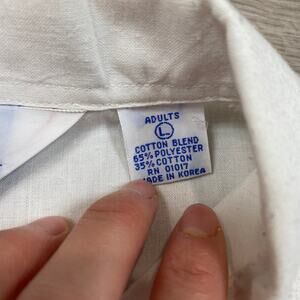 ADULTS
L
COTTON BLEND
65% POLYESTER
35% COTTON
RN 01017
MADE IN KOREA